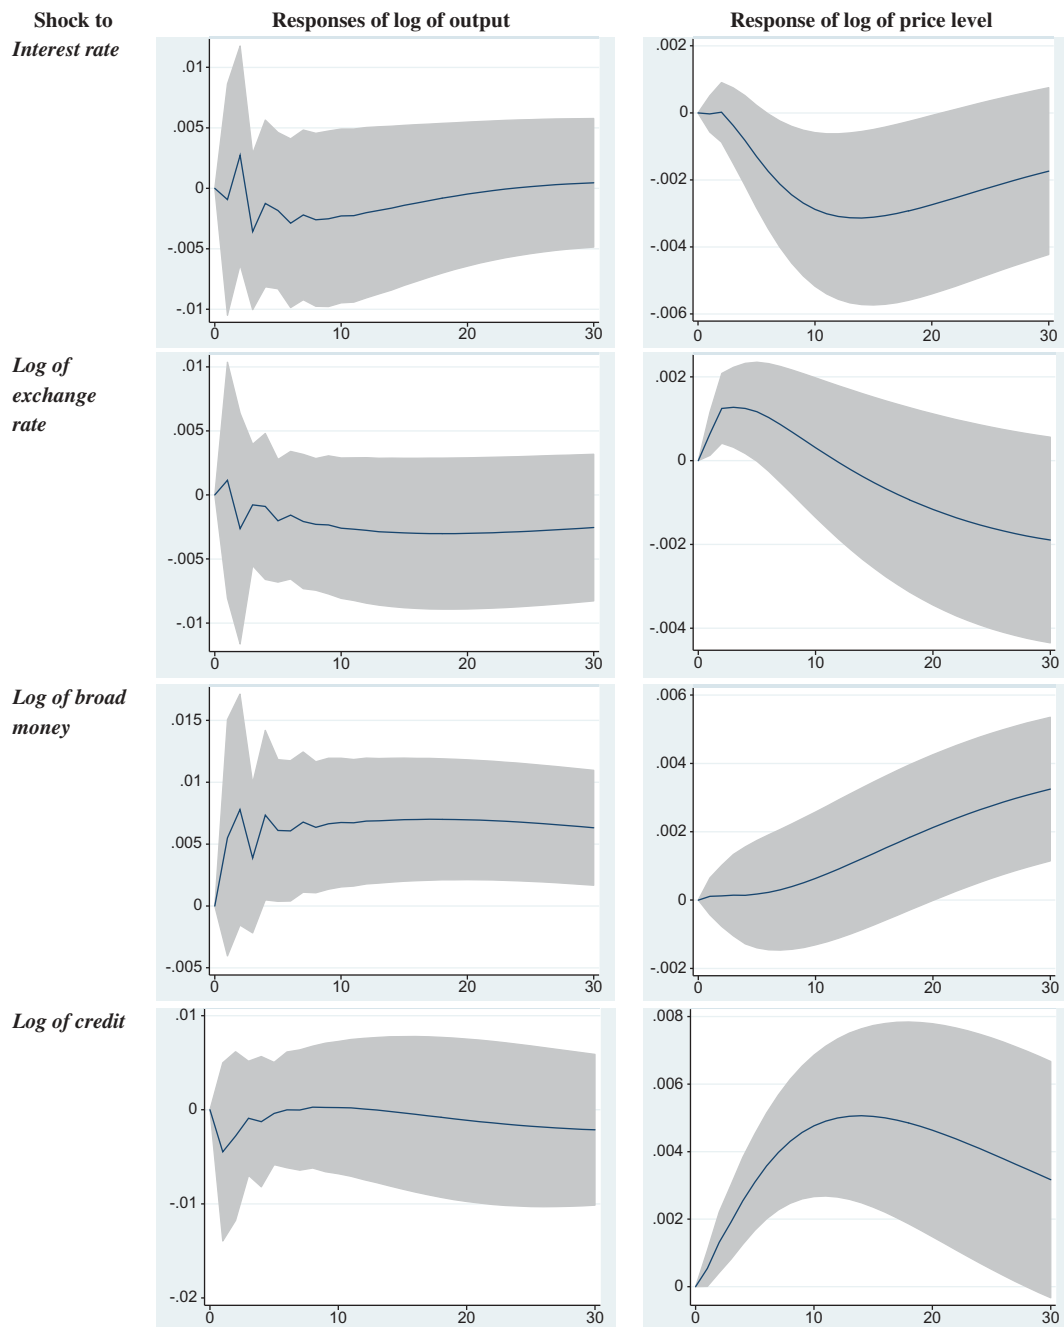 Shock to Responses of log of output Response of log of price level
Interest rate
.01
.005
0
-.005
-.01
0 10 20 30
.002
0
-.002
-.004
-.006
0 10 20 30
Log of
exchange
rate
.01
.005
0
-.005
-.01
0 10 20 30
.002
0
-.002
-.004
0 10 20 30
Log of broad
money
.015
.01
.005
0
-.005
0 10 20 30
.006
.004
.002
0
-.002
0 10 20 30
Log of credit
.01
0
-.01
-.02
0 10 20 30
.008
.006
.004
.002
0
0 10 20 30